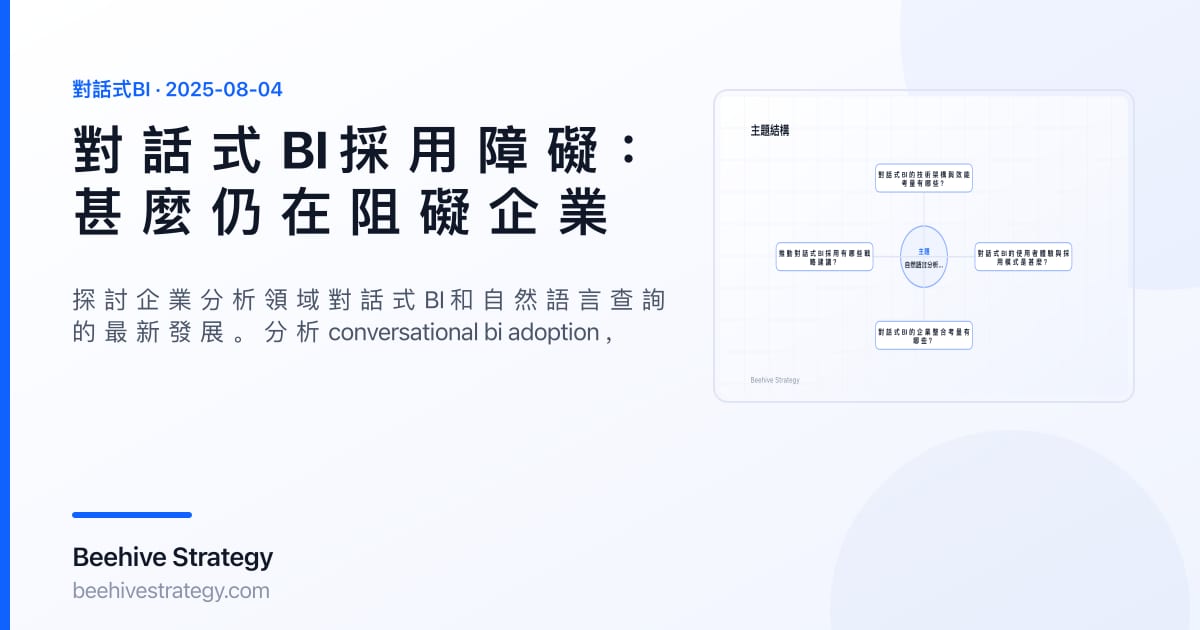 對話式BI · 2025-08-04
對話式BI採用障礙：
甚麼仍在阻礙企業
探討企業分析領域對話式BI和自然語言查詢
的最新發展。分析 conversational bi adoption ,
主題結構
對話式BI的技術架構與效能
考量有哪些？
推動對話式BI採用有哪些戰
略建議？
主題
自然語言分析...
對話式BI的使用者體驗與採
用模式是甚麼？
對話式BI的企業整合考量有
哪些？
Beehive Strategy
Beehive Strategy
beehivestrategy.com